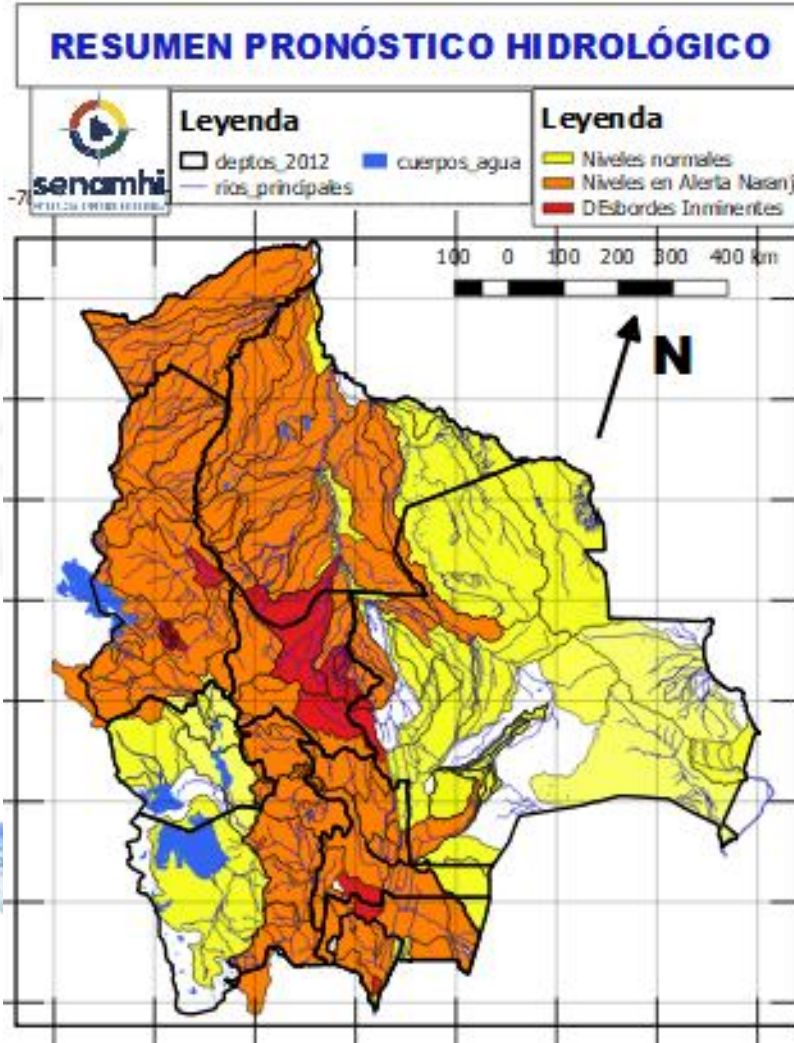 RESUMEN PRONÓSTICO HIDROLÓGICO
senamhi
Leyenda
deptos_2012
cuerpos_agua
rios_principales
Leyenda
Niveles normales
Niveles en Alerta Naranj
DEsbordes Inminentes
100 0 100 200 300 400 km
N